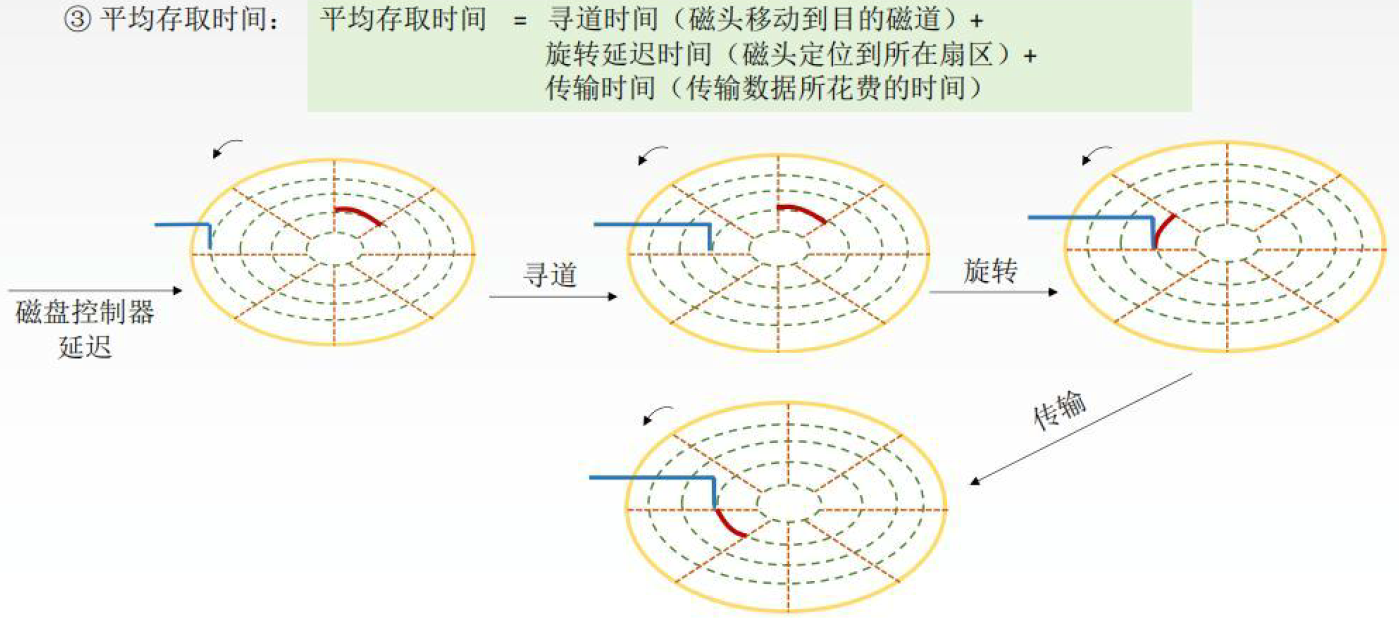 ③ 平均存取时间： 平均存取时间 = 寻道时间（磁头移动到目的磁道）+
旋转延迟时间（磁头定位到所在扇区）+
传输时间（传输数据所花费的时间）
磁盘控制器
延迟
寻道
旋转
传输